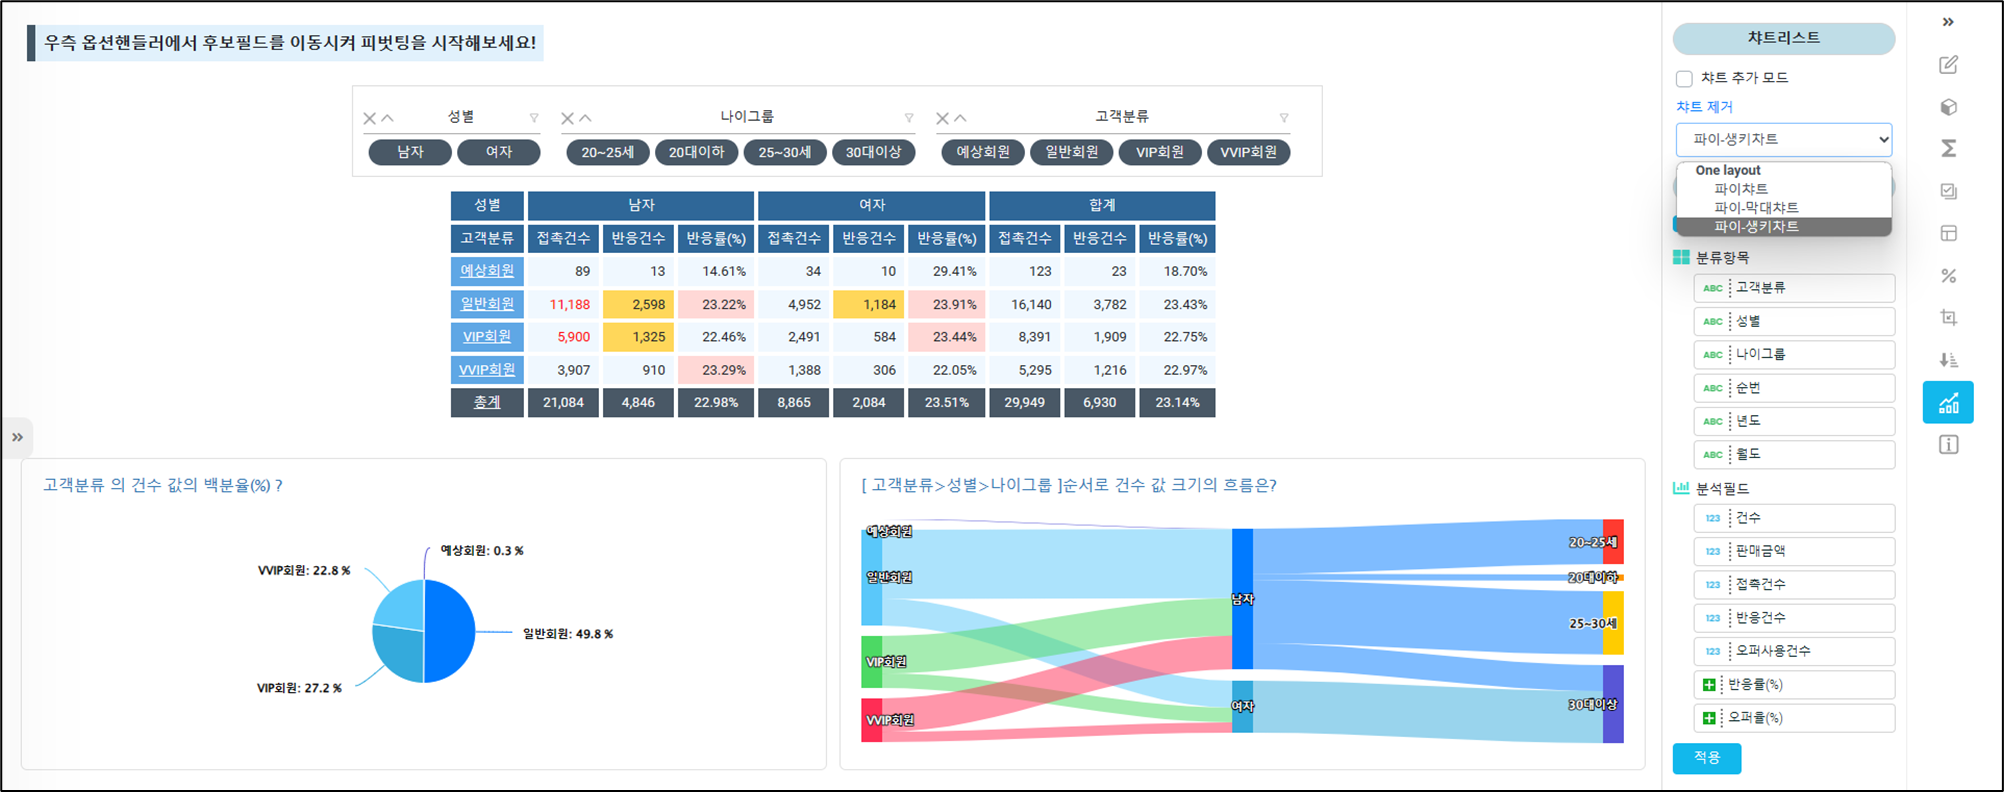 우측 옵션핸들러에서 후보필드를 이동시켜 피벗팅을 시작해보세요!
성별
남자 여자
나이그룹
20~25세 20대이하 25~30세 30대이상
고객분류
예상회원 일반회원 VIP회원 VVIP회원
성별 남자 여자 합계
고객분류 접촉건수 반응건수 반응률(%) 접촉건수 반응건수 반응률(%) 접촉건수 반응건수 반응률(%)
예상회원 89 13 14.61% 34 10 29.41% 123 23 18.70%
일반회원 11,188 2,598 23.22% 4,952 1,184 23.91% 16,140 3,782 23.43%
VIP회원 5,900 1,325 22.46% 2,491 584 23.44% 8,391 1,909 22.75%
VVIP회원 3,907 910 23.29% 1,388 306 22.05% 5,295 1,216 22.97%
총계 21,084 4,846 22.98% 8,865 2,084 23.51% 29,949 6,930 23.14%
고객분류 의 건수 값의 백분율(%) ?
예상회원: 0.3 %
VVIP회원: 22.8 %
일반회원: 49.8 %
VIP회원: 27.2 %
[ 고객분류>성별>나이그룹 ]순서로 건수 값 크기의 흐름은?
예상회원
일반회원
VIP회원
VVIP회원
남자
여자
20~25세
20대이하
25~30세
30대이상
챠트리스트
챠트 추가 모드
챠트 제거
파이-생키챠트
One layout
파이챠트
파이-막대챠트
파이-생키챠트
분류항목
ABC 고객분류
ABC 성별
ABC 나이그룹
ABC 순번
ABC 년도
ABC 월도
분석필드
123 건수
123 판매금액
123 접촉건수
123 반응건수
123 오퍼사용건수
반응률(%)
오퍼율(%)
적용